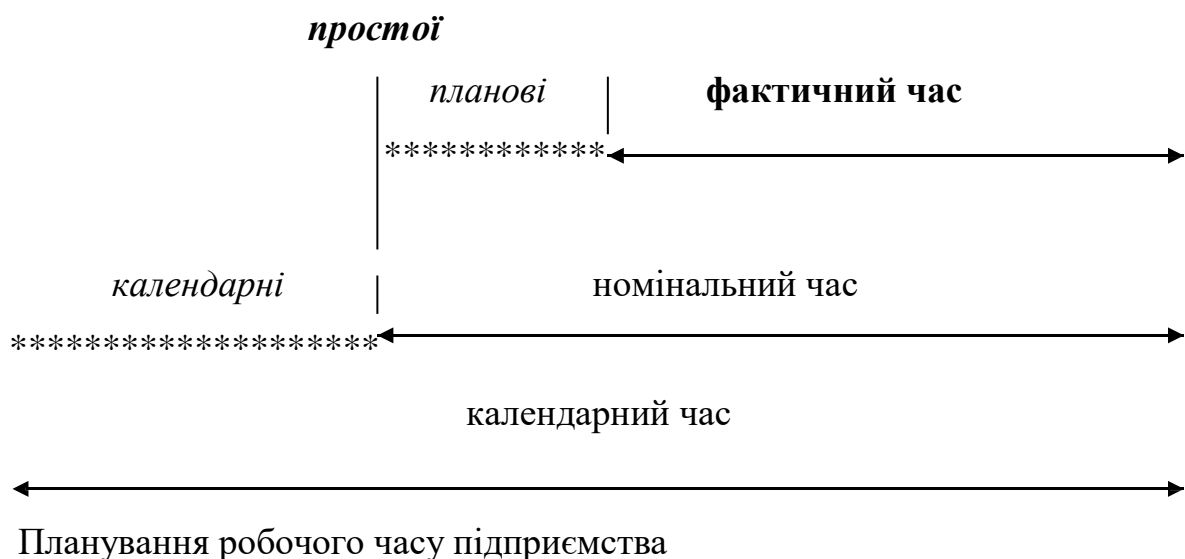 простої
планові фактичний час
************
календарні номінальний час
********************
календарний час
Планування робочого часу підприємства